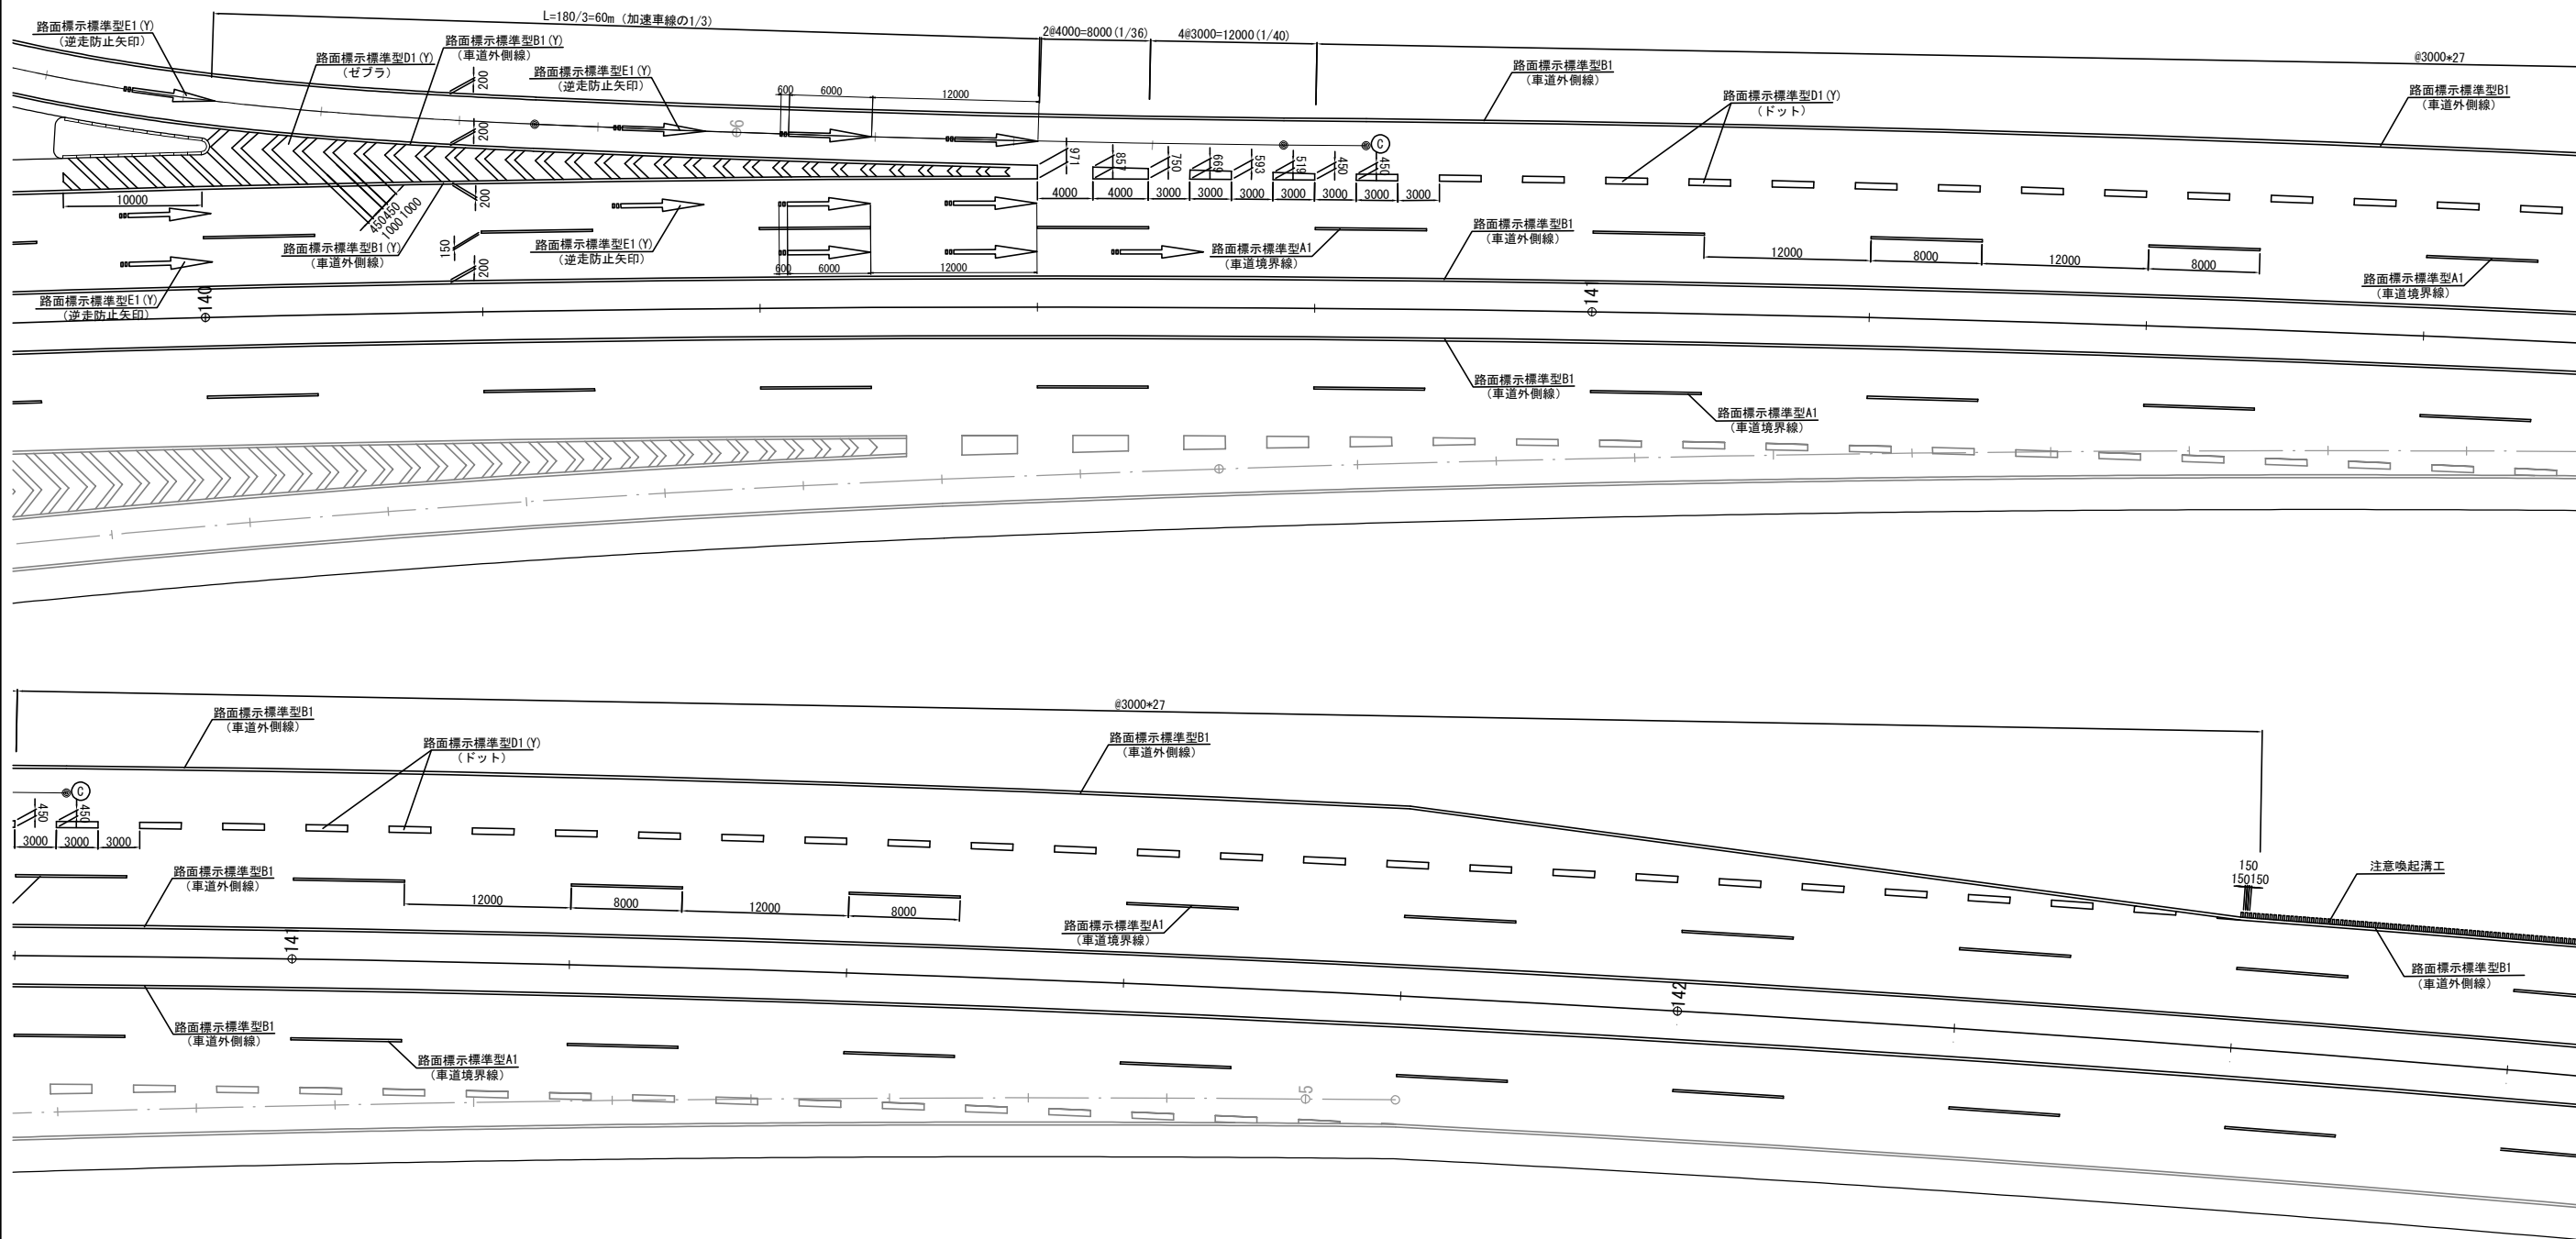 路面標示標準型E1(Y)
(逆走防止矢印)
L=180/3=60m (加速車線の1/3)
2@4000=8000(1/36)
4@3000=12000(1/40)
@3000*27
路面標示標準型D1(Y)
(ゼブラ)
路面標示標準型B1(Y)
(車道外側線)
200
路面標示標準型E1(Y)
(逆走防止矢印)
600
6000
12000
路面標示標準型B1
(車道外側線)
路面標示標準型D1(Y)
(ドット)
路面標示標準型B1
(車道外側線)
200
96
C
971
857
750
669
593
519
450
450
10000
4000
4000
3000
3000
3000
3000
3000
3000
3000
200
450450
1000 1000
150
200
路面標示標準型B1(Y)
(車道外側線)
路面標示標準型E1(Y)
(逆走防止矢印)
600
6000
12000
路面標示標準型A1
(車道境界線)
路面標示標準型B1
(車道外側線)
12000
8000
12000
8000
路面標示標準型A1
(車道境界線)
路面標示標準型E1(Y)
(逆走防止矢印)
140
141
路面標示標準型B1
(車道外側線)
路面標示標準型A1
(車道境界線)
@3000*27
路面標示標準型B1
(車道外側線)
路面標示標準型D1(Y)
(ドット)
路面標示標準型B1
(車道外側線)
C
450
450
3000
3000
3000
150
150150
注意喚起溝工
路面標示標準型B1
(車道外側線)
12000
8000
12000
8000
路面標示標準型A1
(車道境界線)
141
142
路面標示標準型B1
(車道外側線)
路面標示標準型B1
(車道外側線)
路面標示標準型A1
(車道境界線)
95